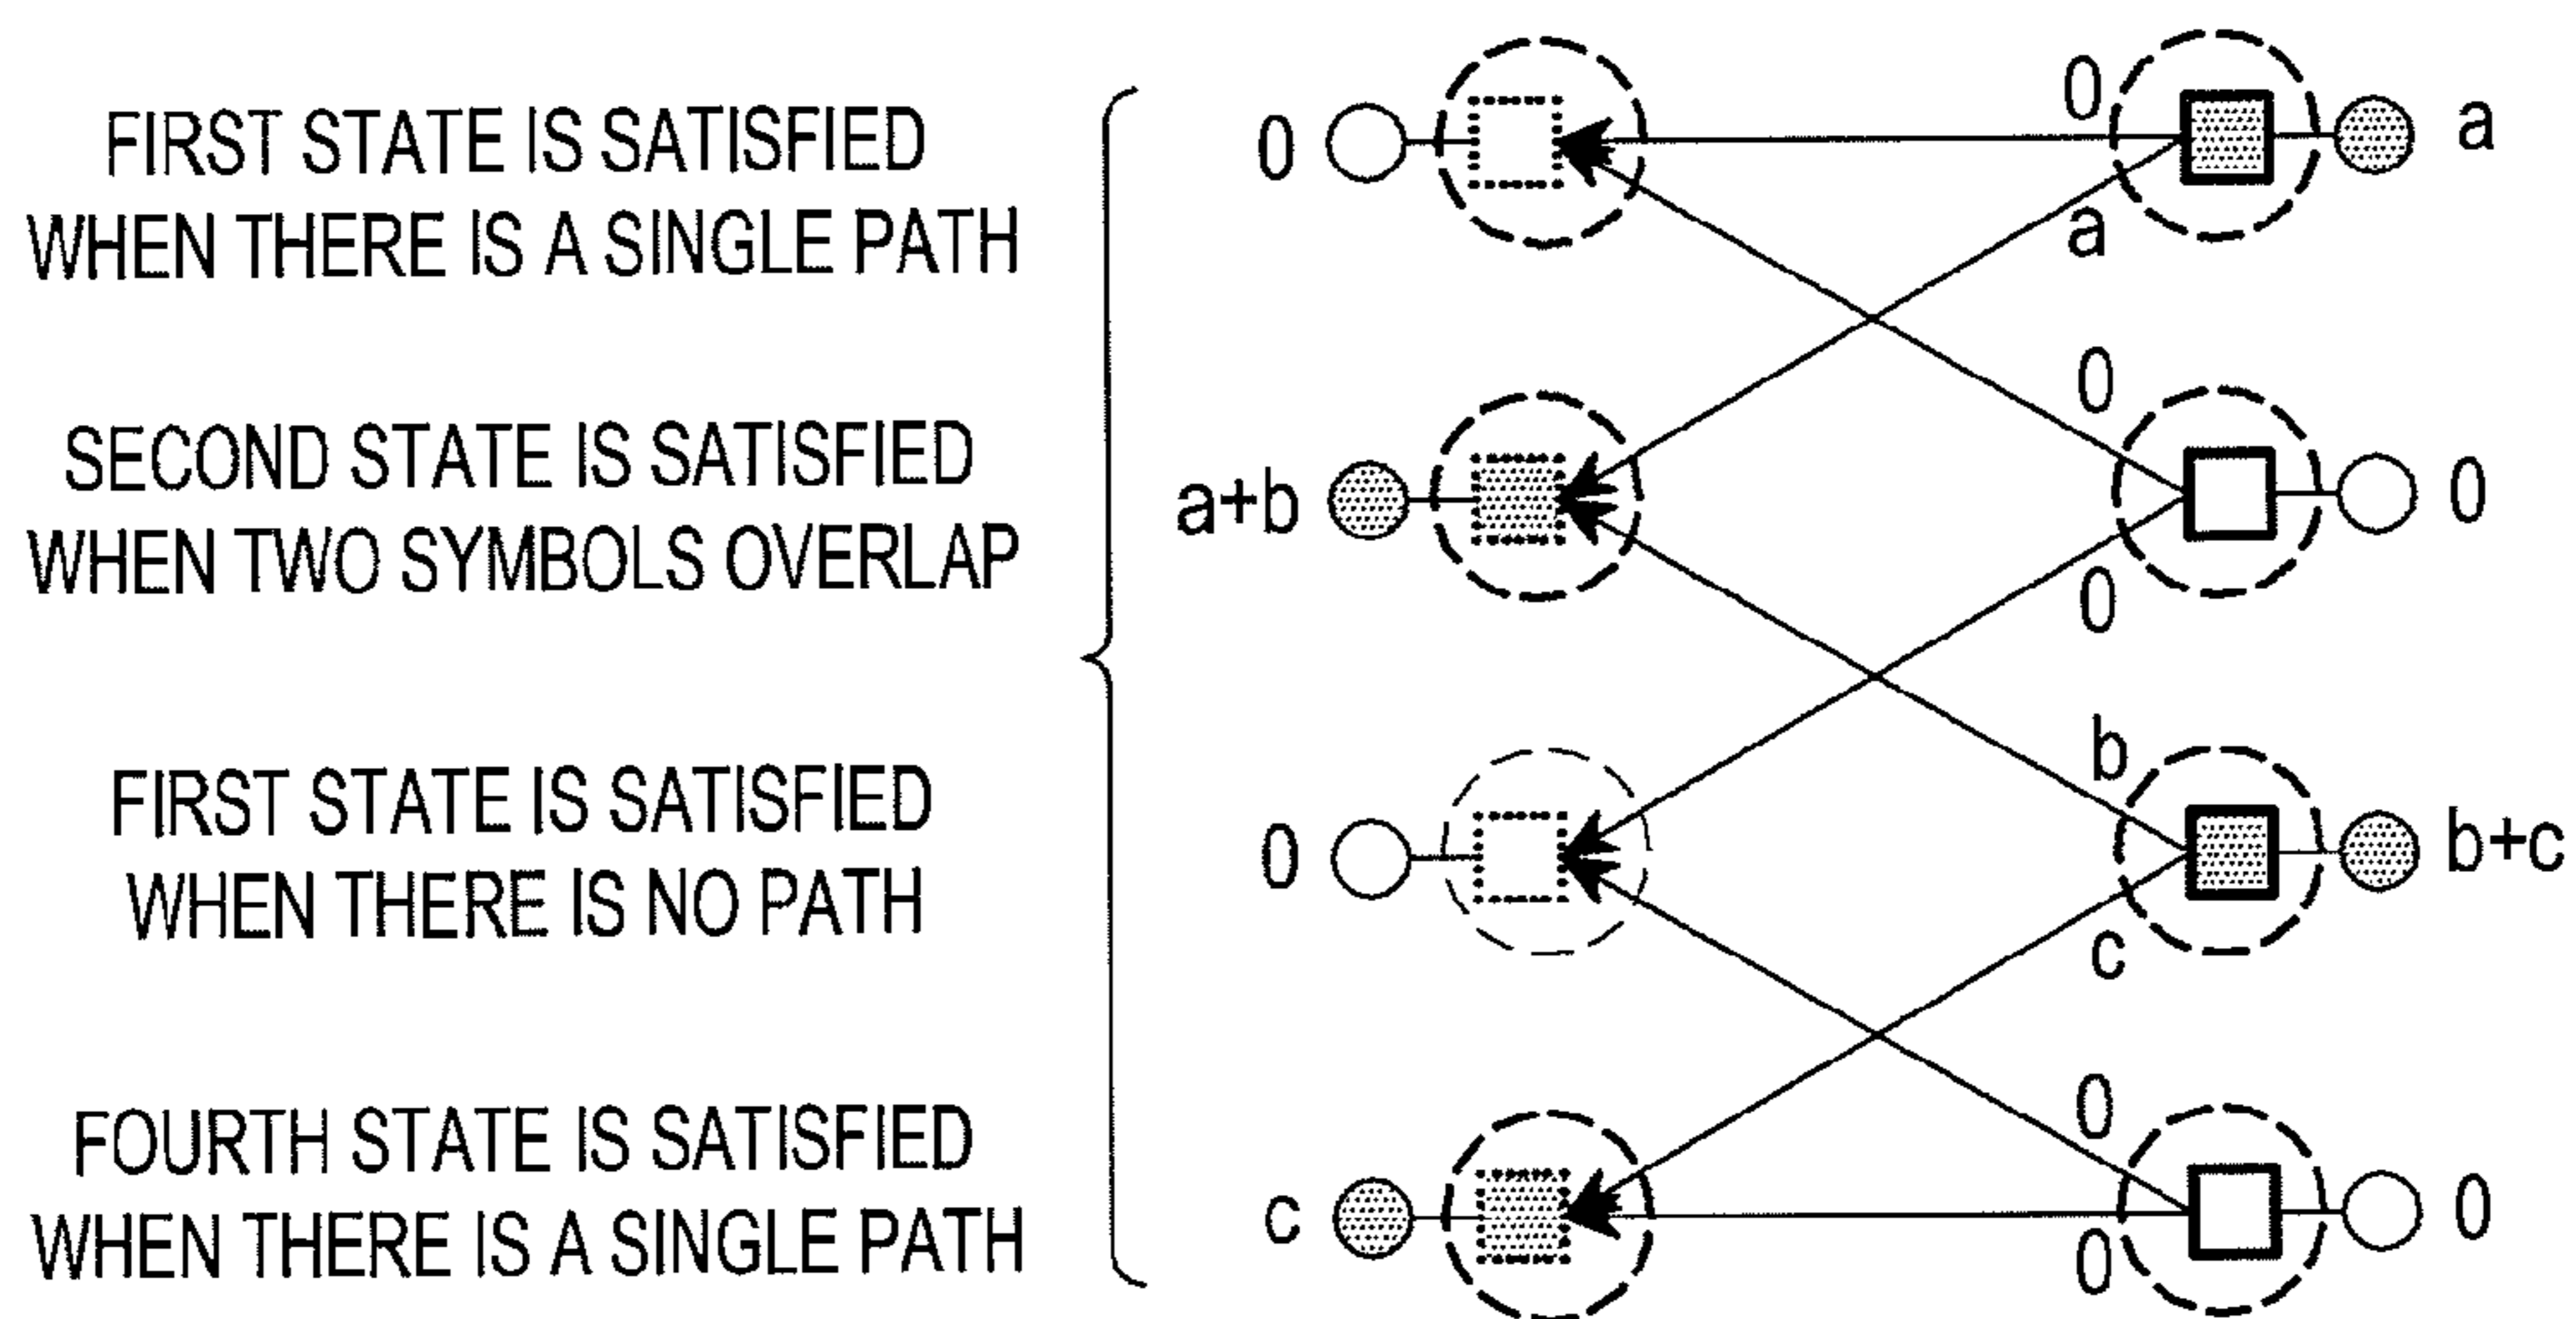 FIRST STATE IS SATISFIED
WHEN THERE IS A SINGLE PATH
SECOND STATE IS SATISFIED
WHEN TWO SYMBOLS OVERLAP
FIRST STATE IS SATISFIED
WHEN THERE IS NO PATH
FOURTH STATE IS SATISFIED
WHEN THERE IS A SINGLE PATH
0
0
a
a
0
a+b
0
0
b
0
b+c
c
0
c
0
0